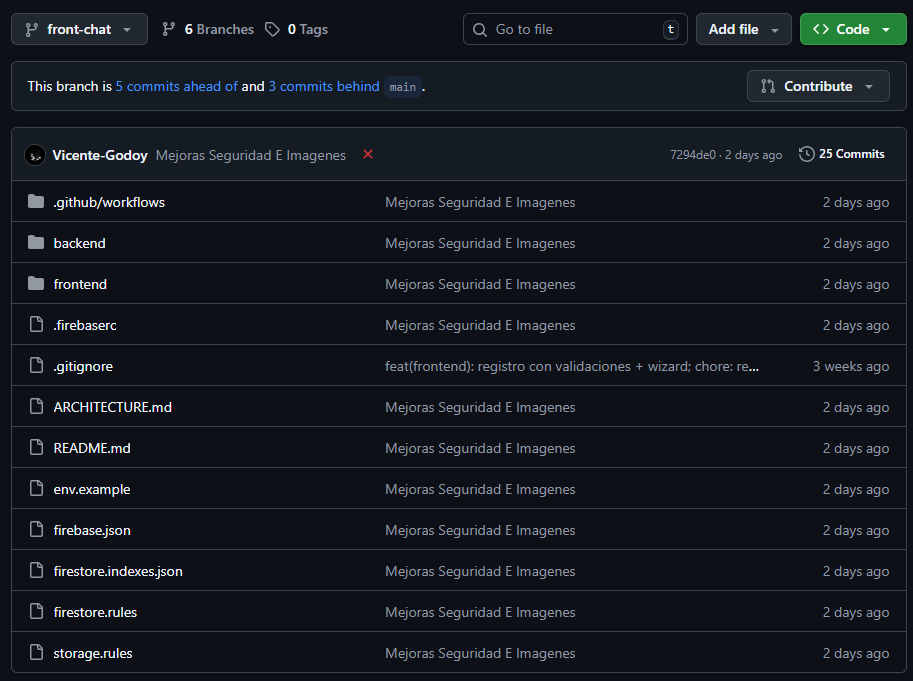 front-chat 6 Branches 0 Tags Go to file t Add file Code
This branch is 5 commits ahead of and 3 commits behind main .
Contribute
Vicente-Godoy Mejoras Seguridad E Imagenes 7294de0 · 2 days ago 25 Commits
.github/workflows Mejoras Seguridad E Imagenes 2 days ago
backend Mejoras Seguridad E Imagenes 2 days ago
frontend Mejoras Seguridad E Imagenes 2 days ago
.firebaserc Mejoras Seguridad E Imagenes 2 days ago
.gitignore feat(frontend): registro con validaciones + wizard; chore: re... 3 weeks ago
ARCHITECTURE.md Mejoras Seguridad E Imagenes 2 days ago
README.md Mejoras Seguridad E Imagenes 2 days ago
env.example Mejoras Seguridad E Imagenes 2 days ago
firebase.json Mejoras Seguridad E Imagenes 2 days ago
firestore.indexes.json Mejoras Seguridad E Imagenes 2 days ago
firestore.rules Mejoras Seguridad E Imagenes 2 days ago
storage.rules Mejoras Seguridad E Imagenes 2 days ago